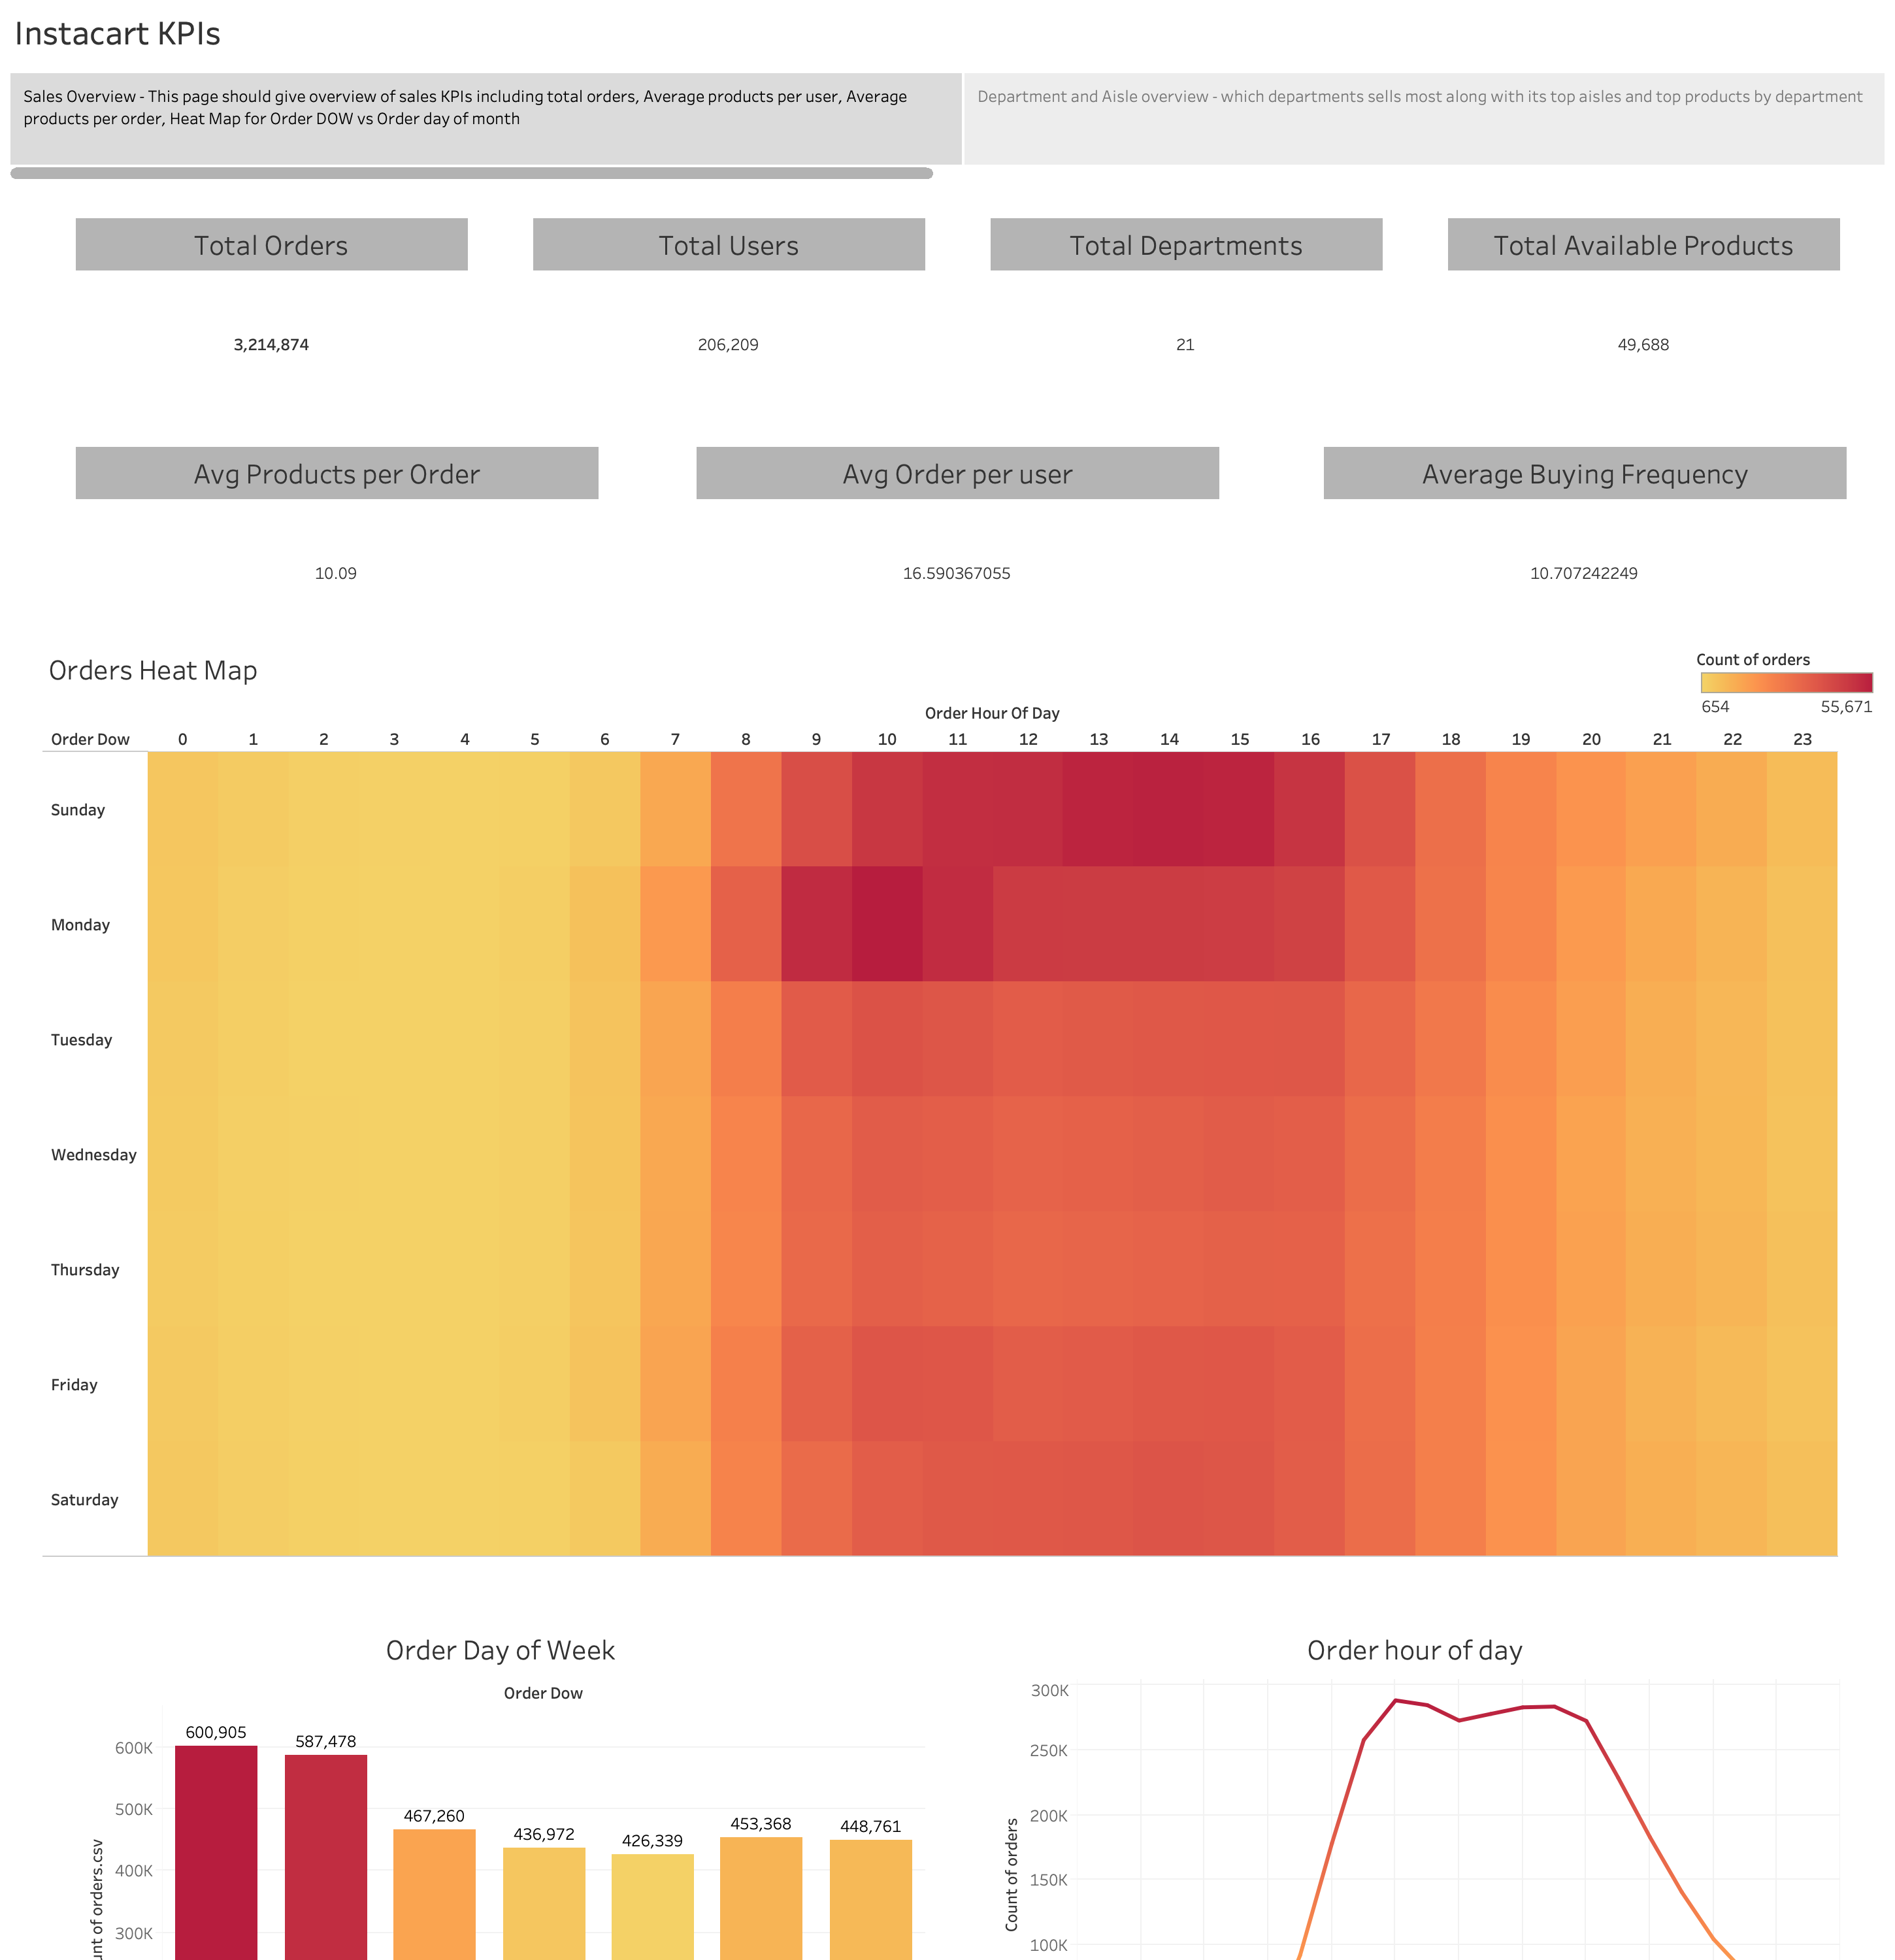 Instacart KPIs
Sales Overview - This page should give overview of sales KPIs including total orders, Average products per user, Average
products per order, Heat Map for Order DOW vs Order day of month
Department and Aisle overview - which departments sells most along with its top aisles and top products by department
Total Orders
Total Users
Total Departments
Total Available Products
3,214,874
206,209
21
49,688
Avg Products per Order
Avg Order per user
Average Buying Frequency
10.09
16.590367055
10.707242249
Orders Heat Map
Count of orders
654 55,671
Order Hour Of Day
Order Dow 0 1 2 3 4 5 6 7 8 9 10 11 12 13 14 15 16 17 18 19 20 21 22 23
Sunday
Monday
Tuesday
Wednesday
Thursday
Friday
Saturday
Order Day of Week
Order Dow
600,905
587,478
467,260
436,972
426,339
453,368
448,761
600K
500K
400K
300K
unt of orders.csv
Order hour of day
300K
250K
200K
150K
100K
Count of orders